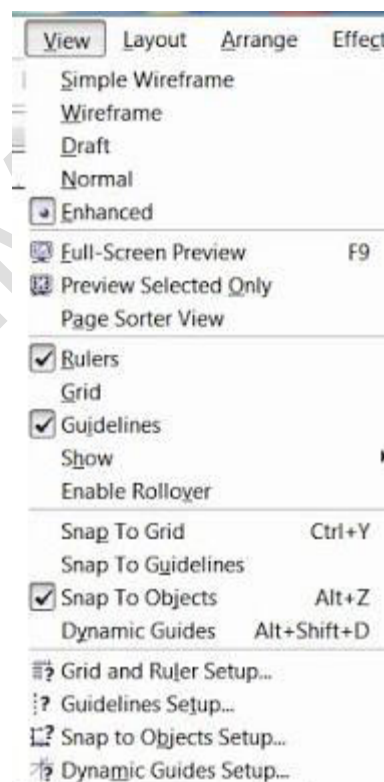 View Layout Arrange Effect
Simple Wireframe
Wireframe
Draft
Normal
Enhanced
Full-Screen Preview F9
Preview Selected Only
Page Sorter View
Rulers
Grid
Guidelines
Show
Enable Rollover
Snap To Grid Ctrl+Y
Snap To Guidelines
Snap To Objects Alt+Z
Dynamic Guides Alt+Shift+D
Grid and Ruler Setup...
Guidelines Setup...
Snap to Objects Setup...
Dynamic Guides Setup...